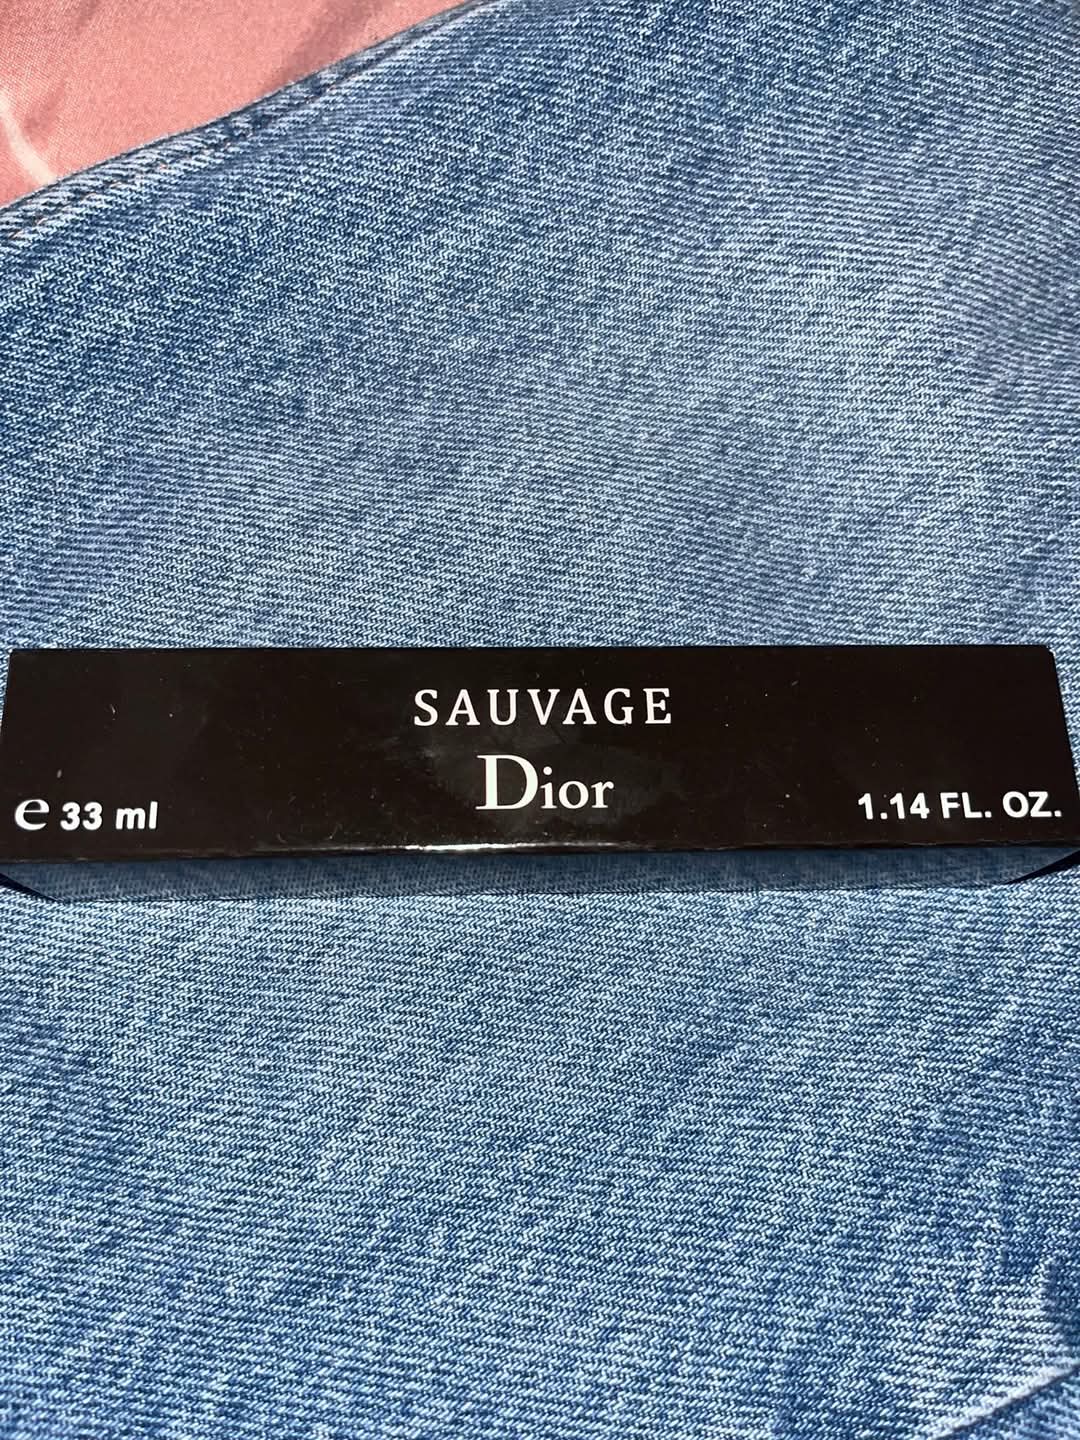 SAUVAGE
Dior
℮ 33 ml
1.14 FL. OZ.